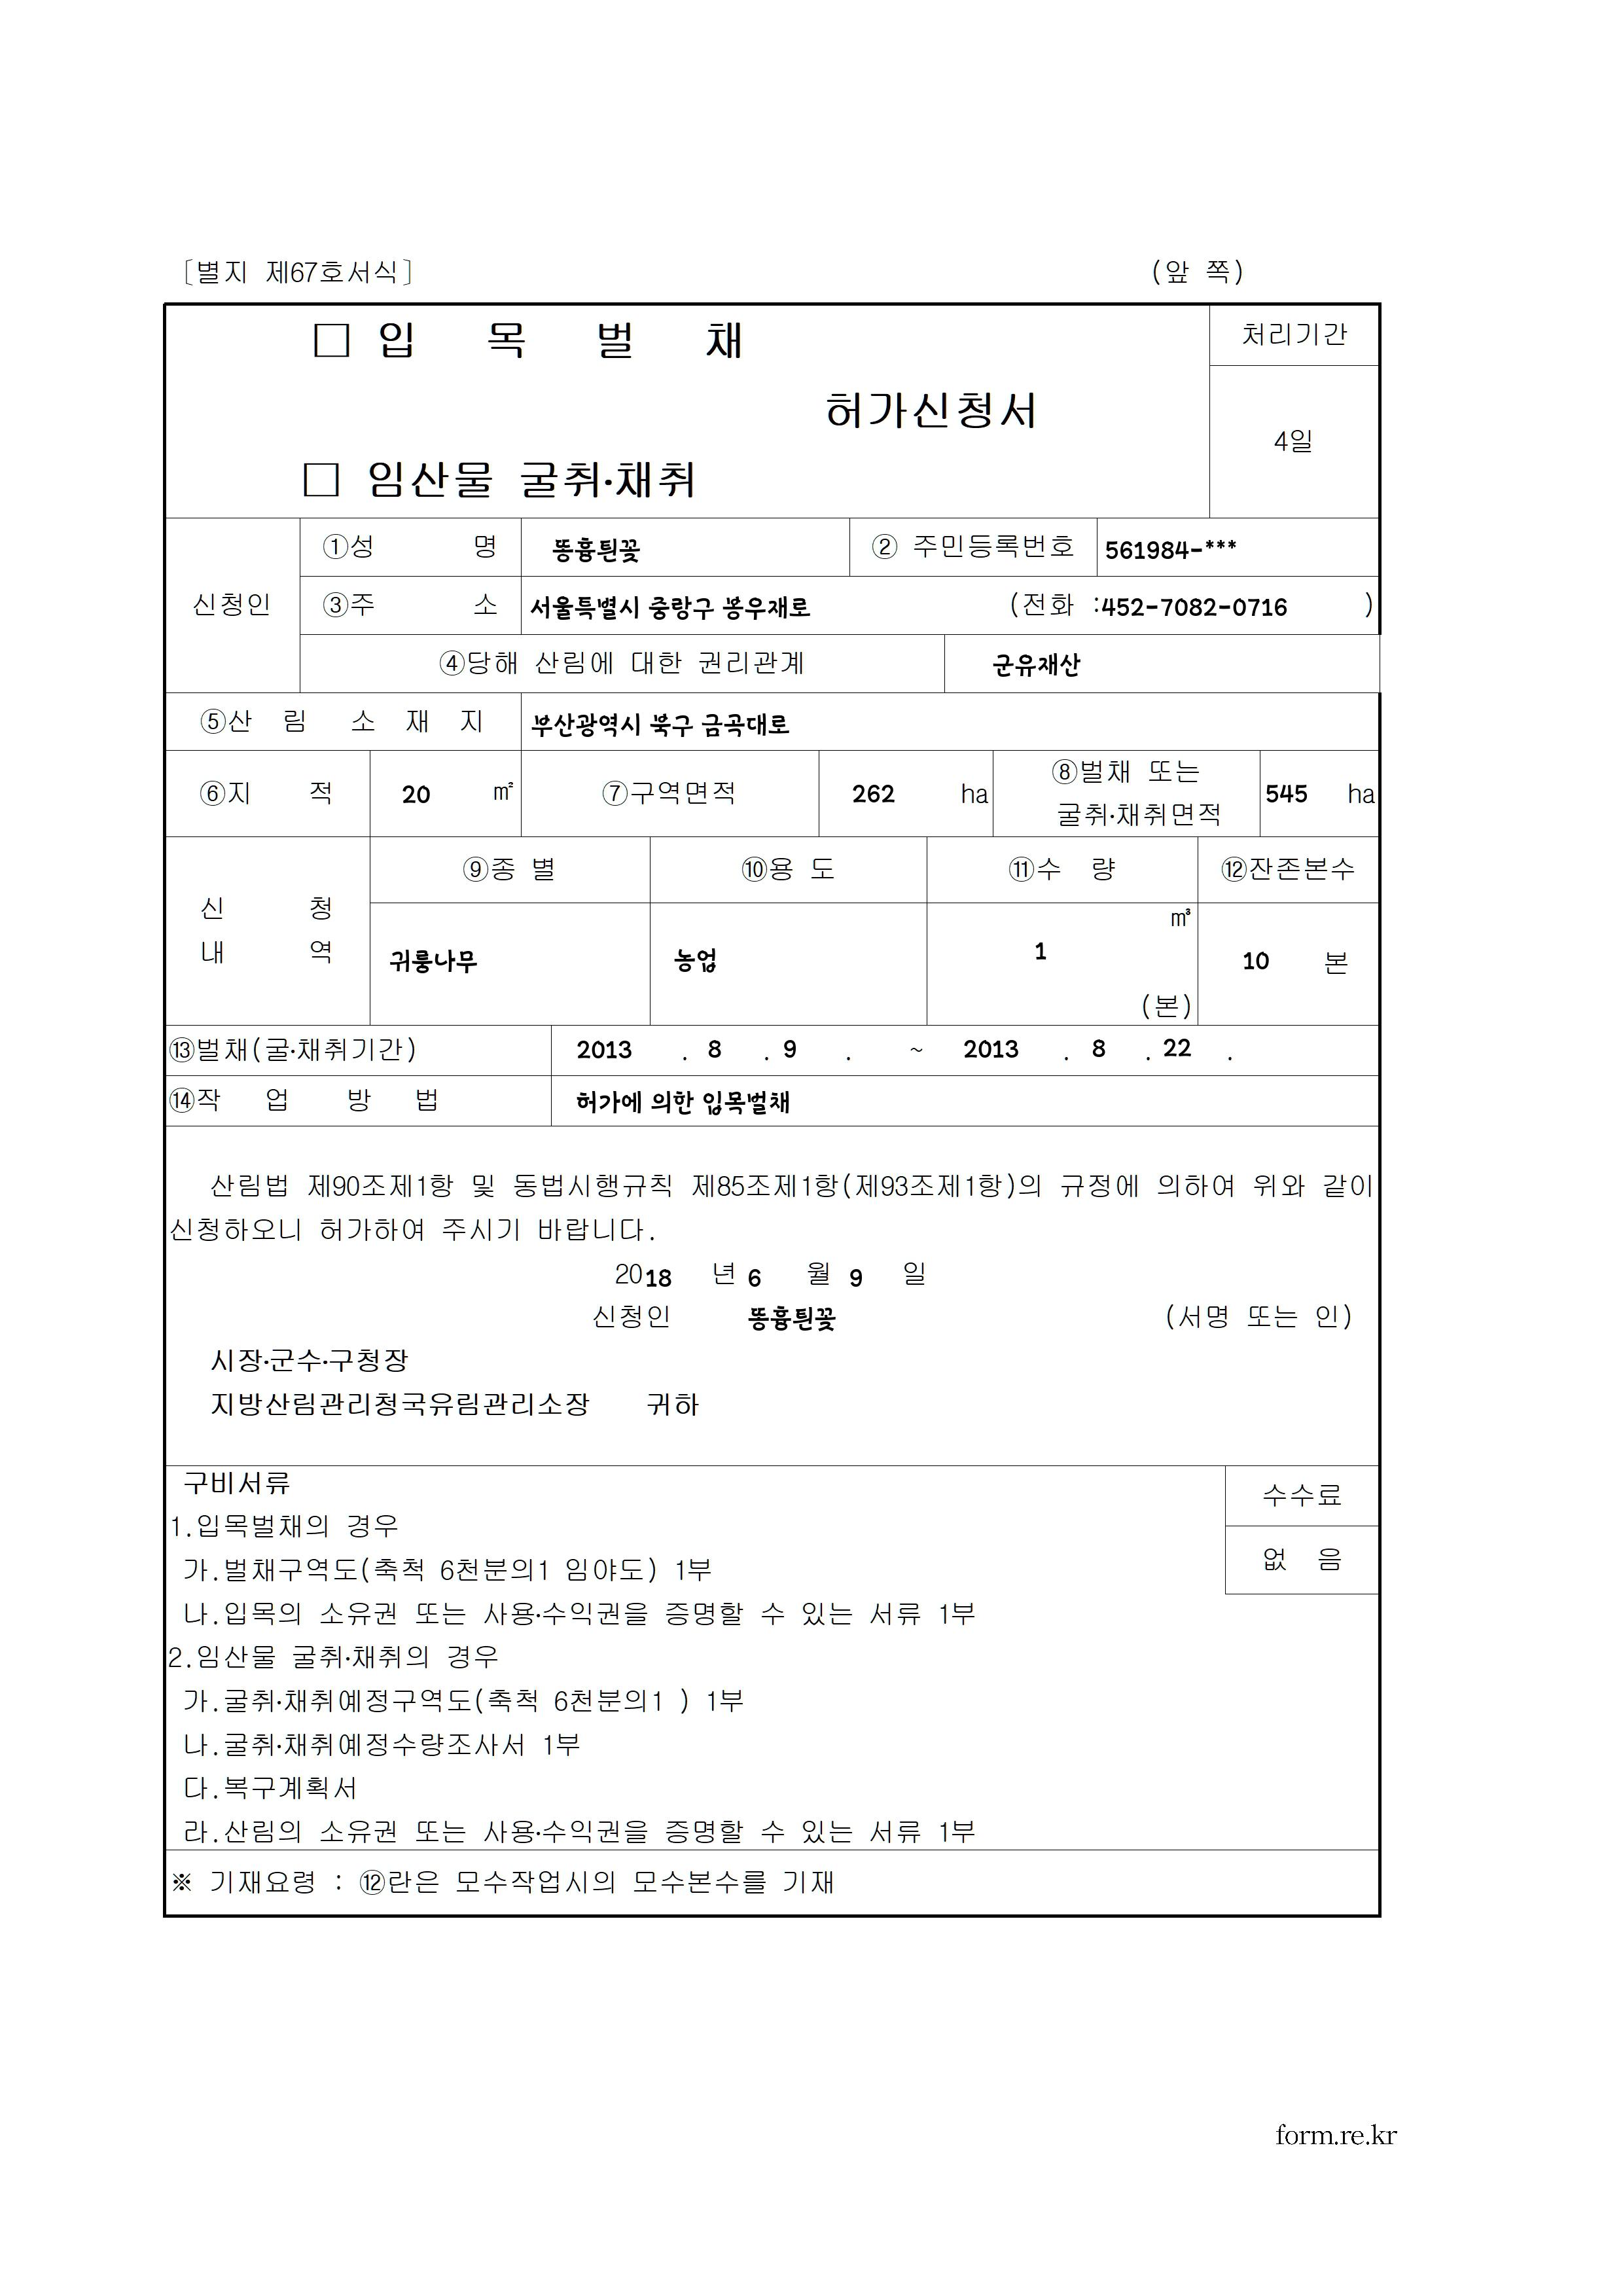 [별지 제67호서식] (앞 쪽)
□ 입 목 벌 채
처리기간
허가신청서
4일
□ 임산물 굴취·채취
신청인
①성 명 똥흉튄꽃 ② 주민등록번호 561984-***
③주 소 서울특별시 중랑구 봉우재로 (전화 :452-7082-0716 )
④당해 산림에 대한 권리관계 군유재산
⑤산 림 소 재 지 부산광역시 북구 금곡대로
⑥지 적 20 ㎡ ⑦구역면적 262 ha ⑧벌채 또는 굴취·채취면적 545 ha
신 청 내 역
⑨종 별 ⑩용 도 ⑪수 량 ⑫잔존본수
귀룽나무 농업 1 ㎥ (본) 10 본
⑬벌채(굴·채취기간) 2013 . 8 . 9 . ~ 2013 . 8 . 22 .
⑭작 업 방 법 허가에 의한 입목벌채
산림법 제90조제1항 및 동법시행규칙 제85조제1항(제93조제1항)의 규정에 의하여 위와 같이
신청하오니 허가하여 주시기 바랍니다.
2018 년 6 월 9 일
신청인 똥흉튄꽃 (서명 또는 인)
시장·군수·구청장
지방산림관리청국유림관리소장 귀하
구비서류
수수료
없 음
1.입목벌채의 경우
가.벌채구역도(축척 6천분의1 임야도) 1부
나.입목의 소유권 또는 사용·수익권을 증명할 수 있는 서류 1부
2.임산물 굴취·채취의 경우
가.굴취·채취예정구역도(축척 6천분의1 ) 1부
나.굴취·채취예정수량조사서 1부
다.복구계획서
라.산림의 소유권 또는 사용·수익권을 증명할 수 있는 서류 1부
※ 기재요령 : ⑫란은 모수작업시의 모수본수를 기재
form.re.kr